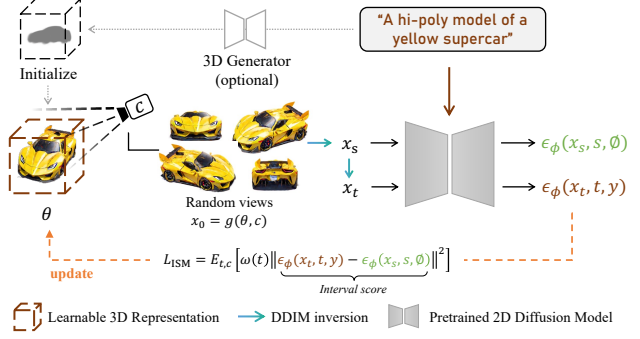 "A hi-poly model of a
yellow supercar"
3D Generator
(optional)
Initialize
C
θ
Random views
x₀ = g(θ, c)
xₛ
xₜ
ϵ_ϕ(xₛ, s, ∅)
ϵ_ϕ(xₜ, t, y)
update
L_ISM = E_{t,c} [ω(t)‖ϵ_ϕ(xₜ, t, y) − ϵ_ϕ(xₛ, s, ∅)‖²]
Interval score
Learnable 3D Representation
DDIM inversion
Pretrained 2D Diffusion Model